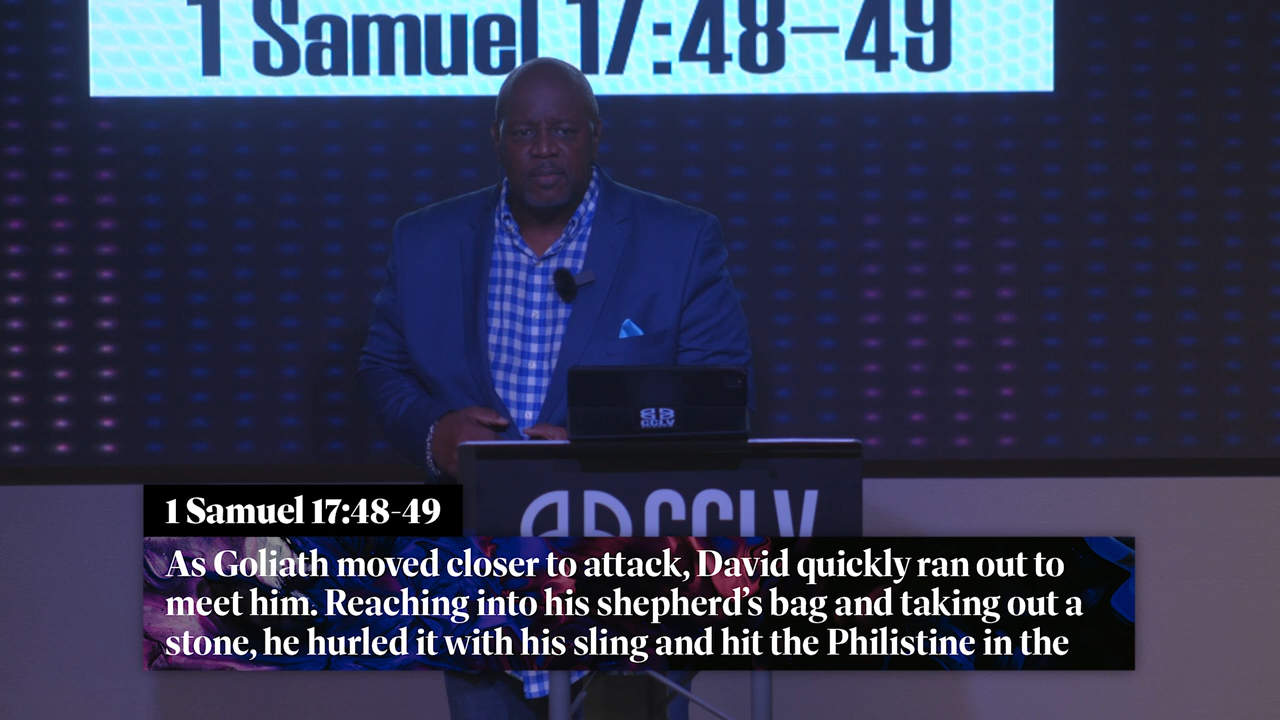 1 Samuel 17:48–49
CCLV
CCLV
1 Samuel 17:48-49
As Goliath moved closer to attack, David quickly ran out to
meet him. Reaching into his shepherd’s bag and taking out a
stone, he hurled it with his sling and hit the Philistine in the